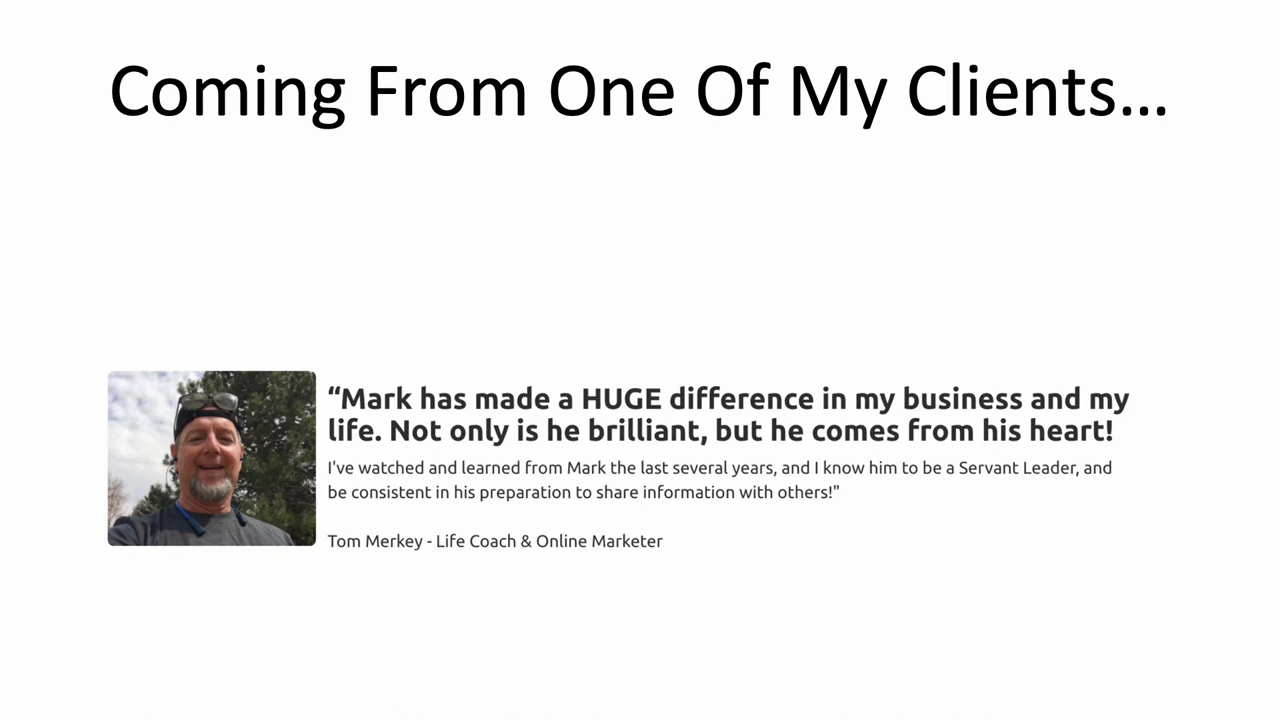 Coming From One Of My Clients...
“Mark has made a HUGE difference in my business and my
life. Not only is he brilliant, but he comes from his heart!
I've watched and learned from Mark the last several years, and I know him to be a Servant Leader, and
be consistent in his preparation to share information with others!"
Tom Merkey - Life Coach & Online Marketer